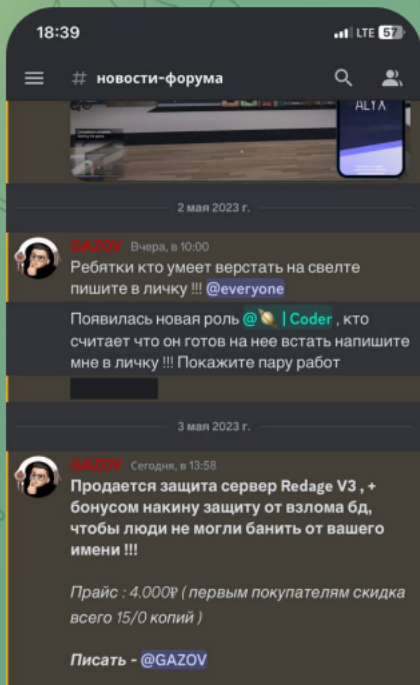 18:39
LTE 57
# новости-форума
ALYX
2 мая 2023 г.
GAZOV Вчера, в 10:00
Ребятки кто умеет верстать на свелте
пишите в личку !!! @everyone
Появилась новая роль @🪐 | Coder , кто
считает что он готов на нее встать напишите
мне в личку !!! Покажите пару работ
3 мая 2023 г.
GAZOV Сегодня, в 13:58
Продается защита сервер Redage V3 , +
бонусом накину защиту от взлома бд,
чтобы люди не могли банить от вашего
имени !!!
Прайс : 4.000₽ ( первым покупателям скидка
всего 15/0 копий )
Писать - @GAZOV